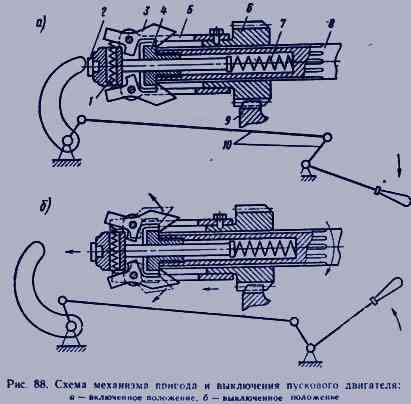 а)
2
3
4
5
6
7
8
1
9
10
б)
Рис. 88. Схема механизма привода и выключения пускового двигателя:
а — включенное положение, б — выключенное положение